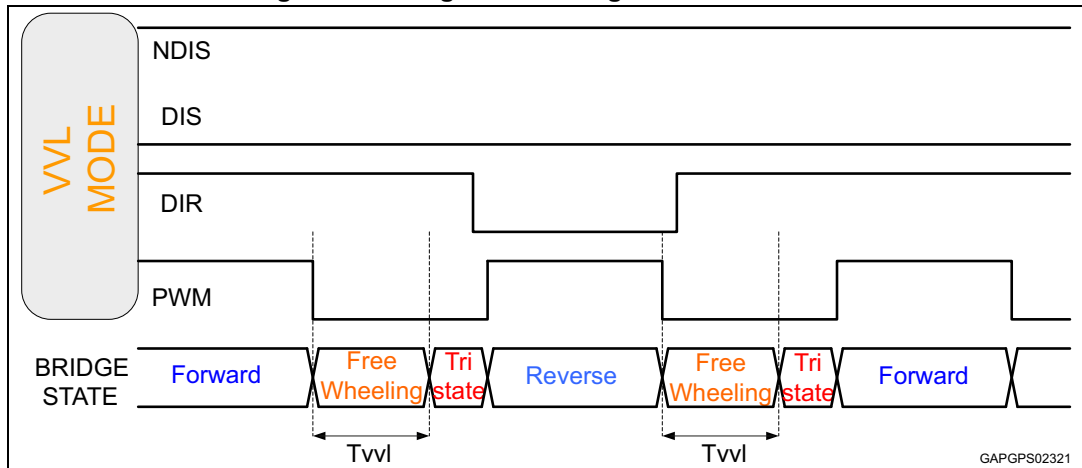 VVL
MODE
NDIS
DIS
DIR
PWM
BRIDGE
STATE
Forward
Free
Wheeling
Tri
state
Reverse
Free
Wheeling
Tri
state
Forward
Tvvl
Tvvl
GAPGPS02321